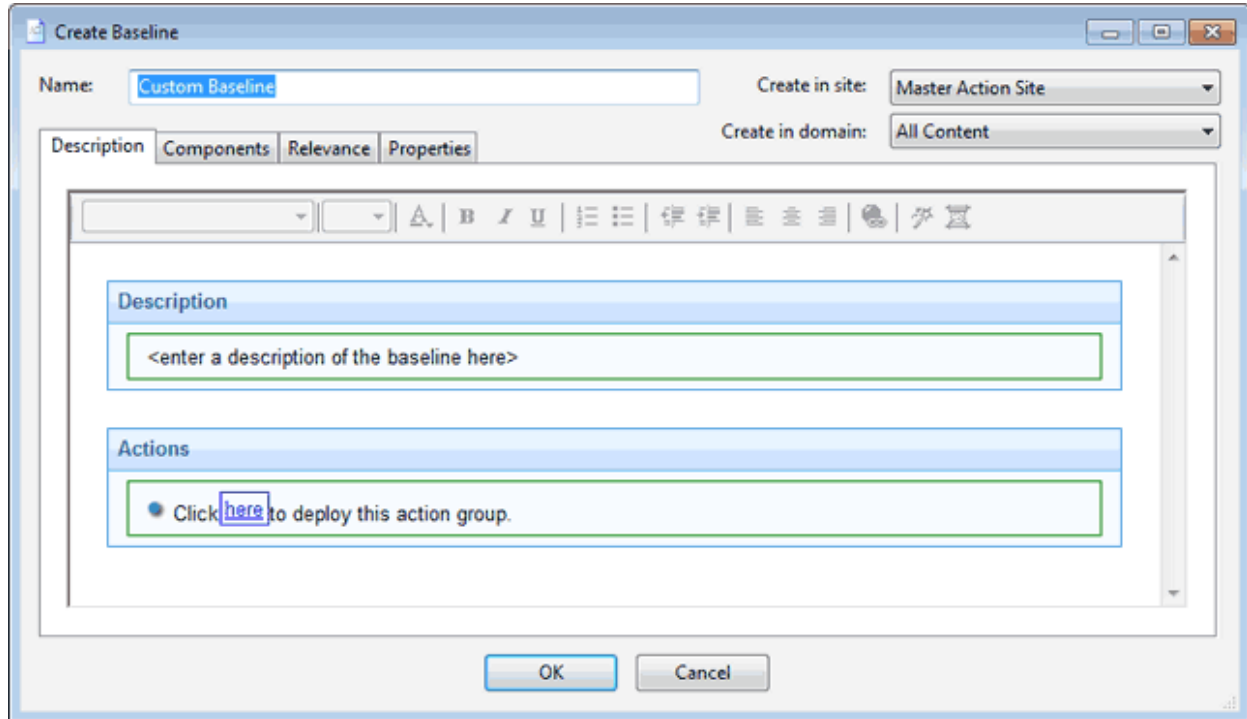 Create Baseline
Name: Custom Baseline Create in site: Master Action Site
Create in domain: All Content
Description Components Relevance Properties
A B I U
Description
<enter a description of the baseline here>
Actions
Click here to deploy this action group.
OK Cancel